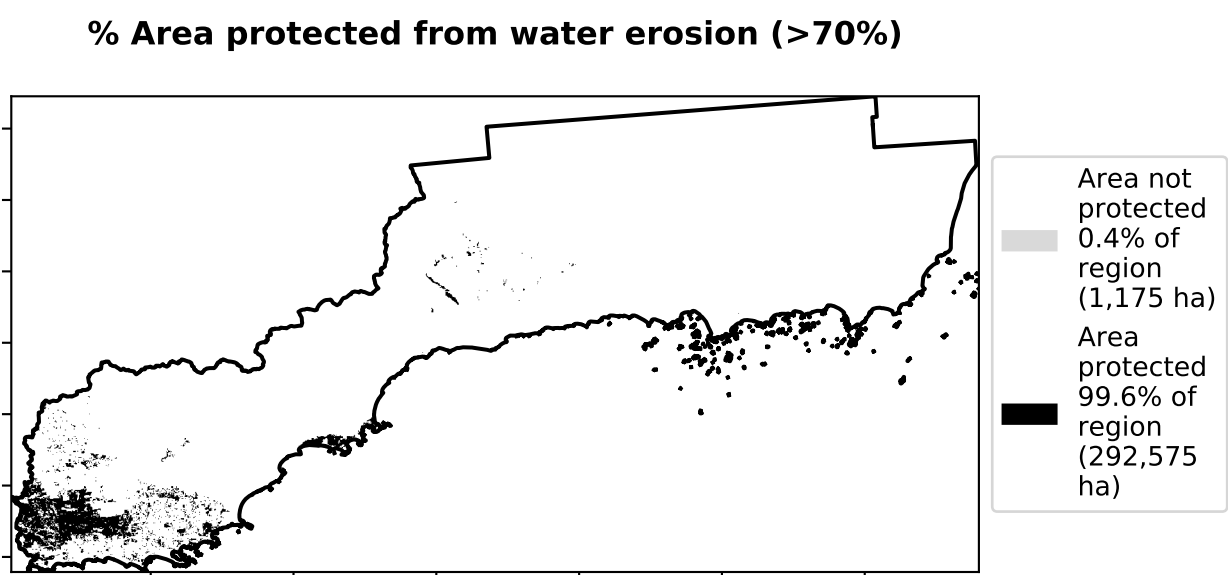 % Area protected from water erosion (>70%)
Area not
protected
0.4% of
region
(1,175 ha)
Area
protected
99.6% of
region
(292,575
ha)